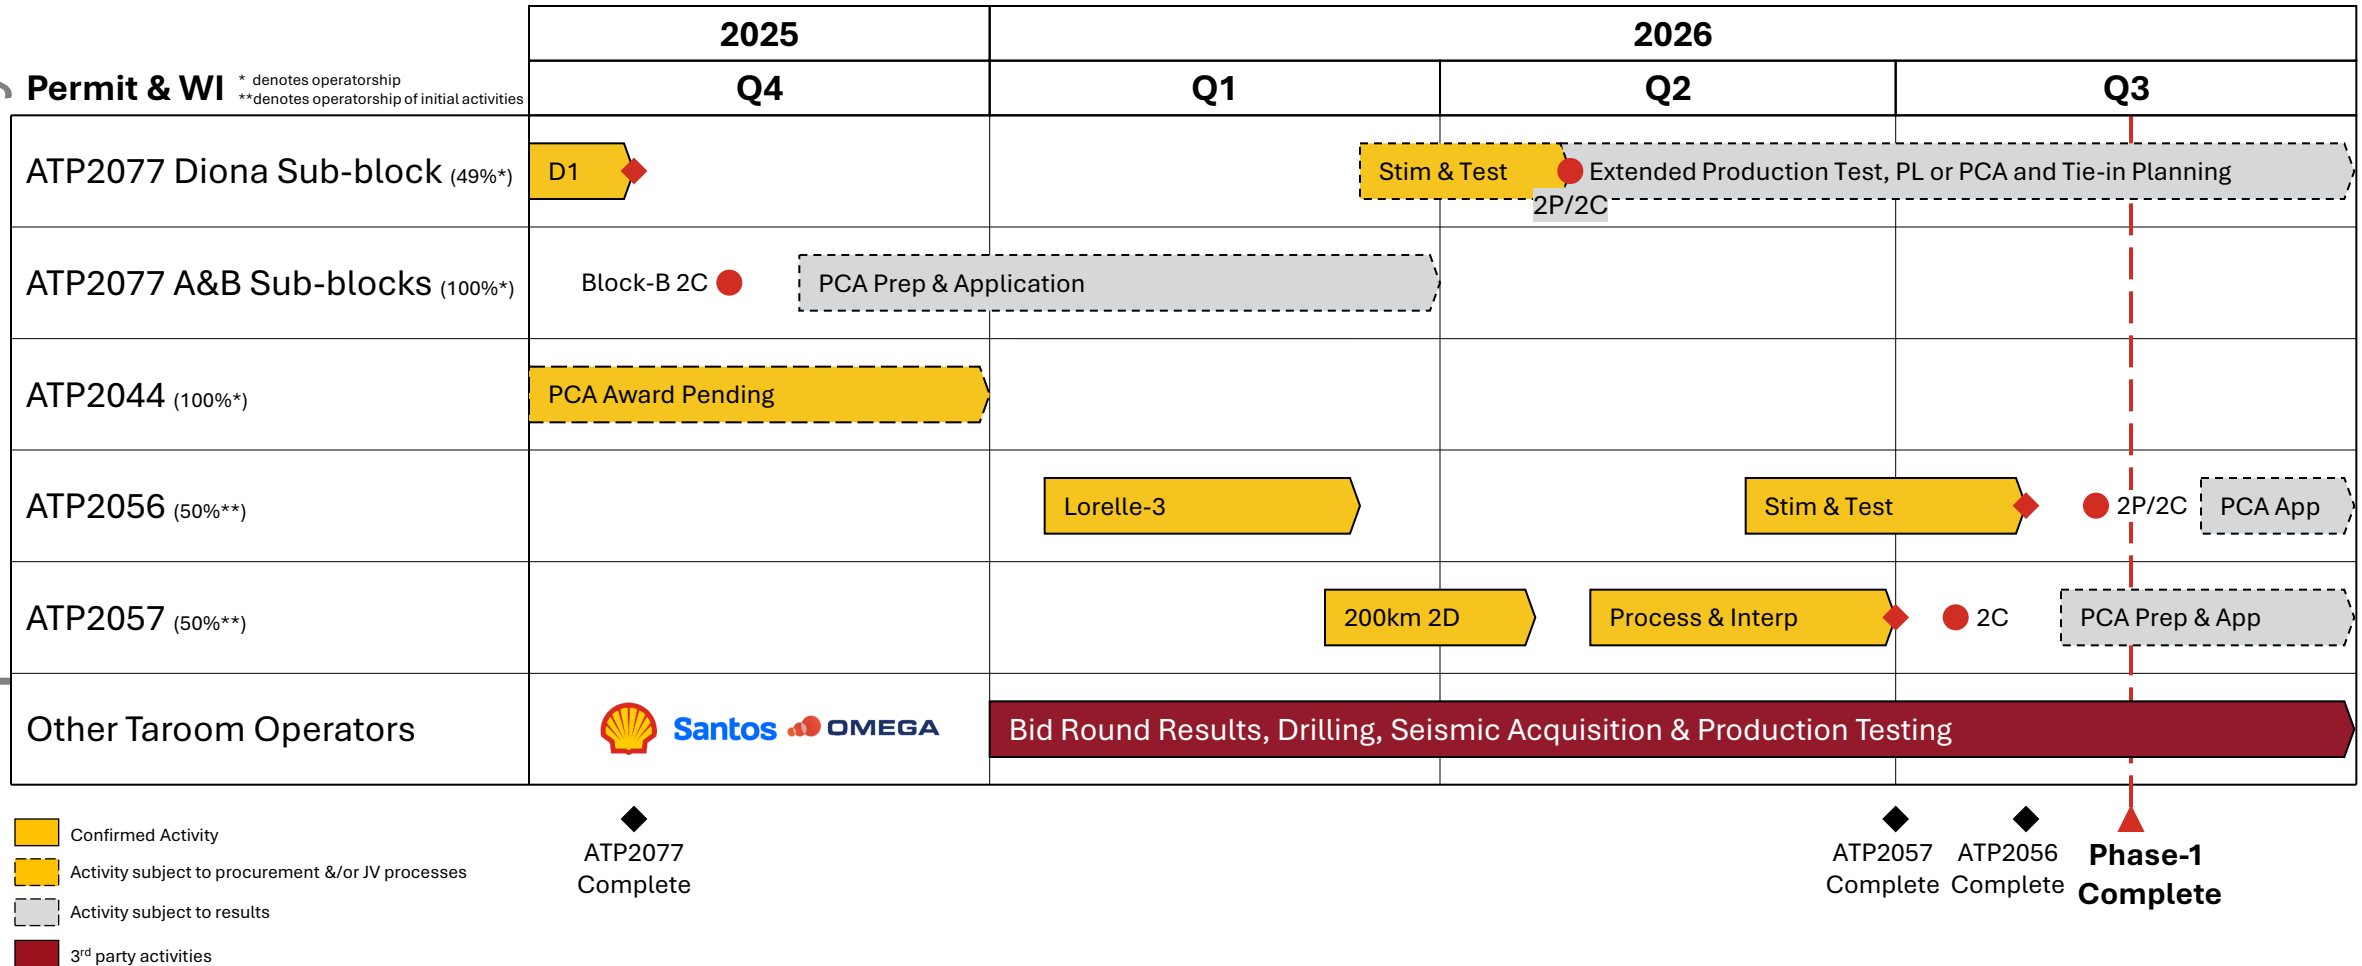 2025
2026
Permit & WI
* denotes operatorship
**denotes operatorship of initial activities
Q4
Q1
Q2
Q3
ATP2077 Diona Sub-block (49%*)
D1
Stim & Test
Extended Production Test, PL or PCA and Tie-in Planning
2P/2C
ATP2077 A&B Sub-blocks (100%*)
Block-B 2C
PCA Prep & Application
ATP2044 (100%*)
PCA Award Pending
ATP2056 (50%**)
Lorelle-3
Stim & Test
2P/2C
PCA App
ATP2057 (50%**)
200km 2D
Process & Interp
2C
PCA Prep & App
Other Taroom Operators
Santos
OMEGA
Bid Round Results, Drilling, Seismic Acquisition & Production Testing
ATP2077
Complete
ATP2057
Complete
ATP2056
Complete
Phase-1
Complete
Confirmed Activity
Activity subject to procurement &/or JV processes
Activity subject to results
3rd party activities